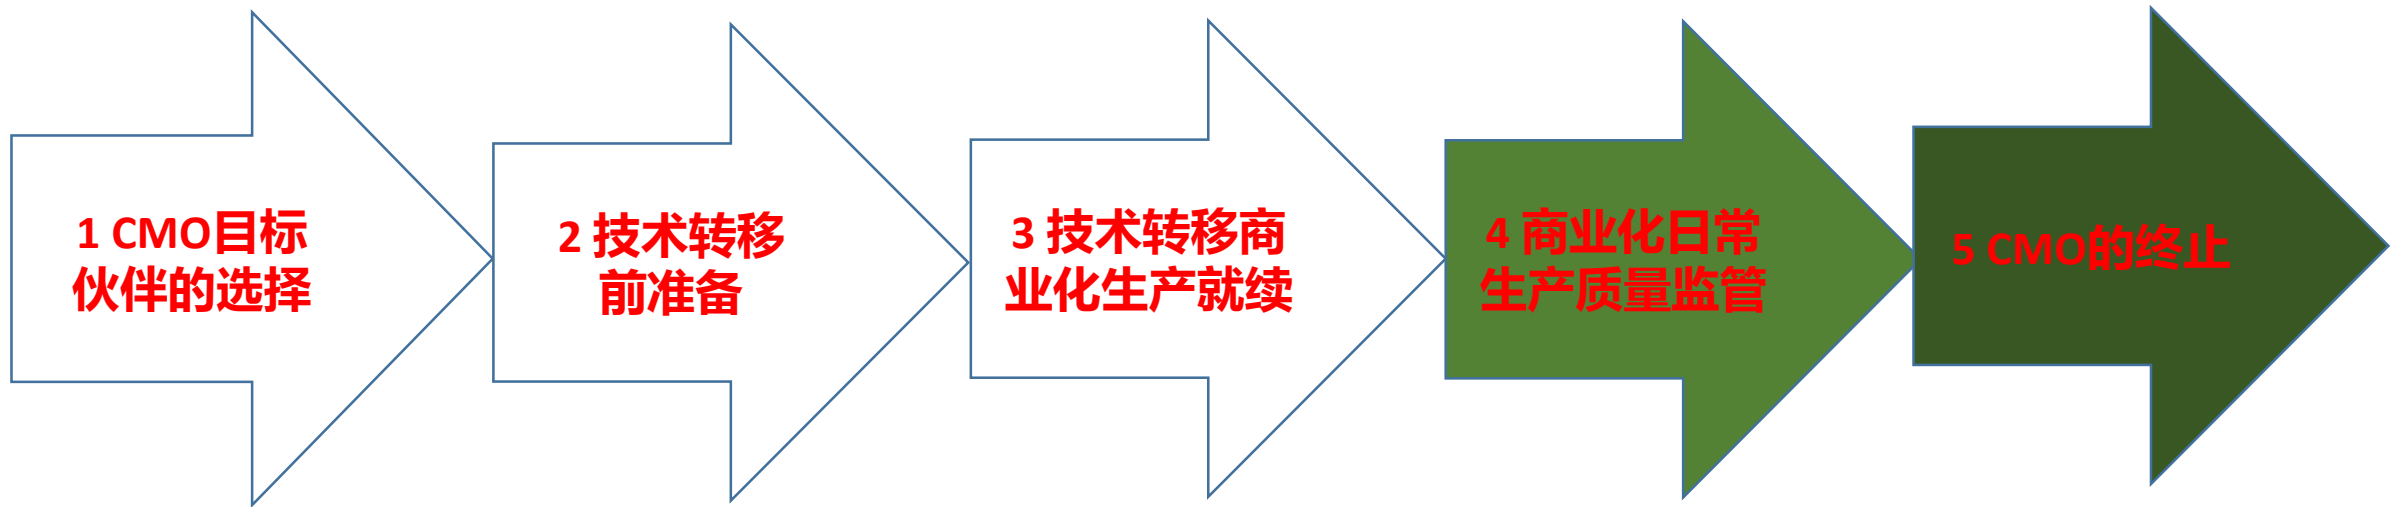 1 CMO目标
伙伴的选择
2 技术转移
前准备
3 技术转移商
业化生产就续
4 商业化日常
生产质量监管
5 CMO的终止